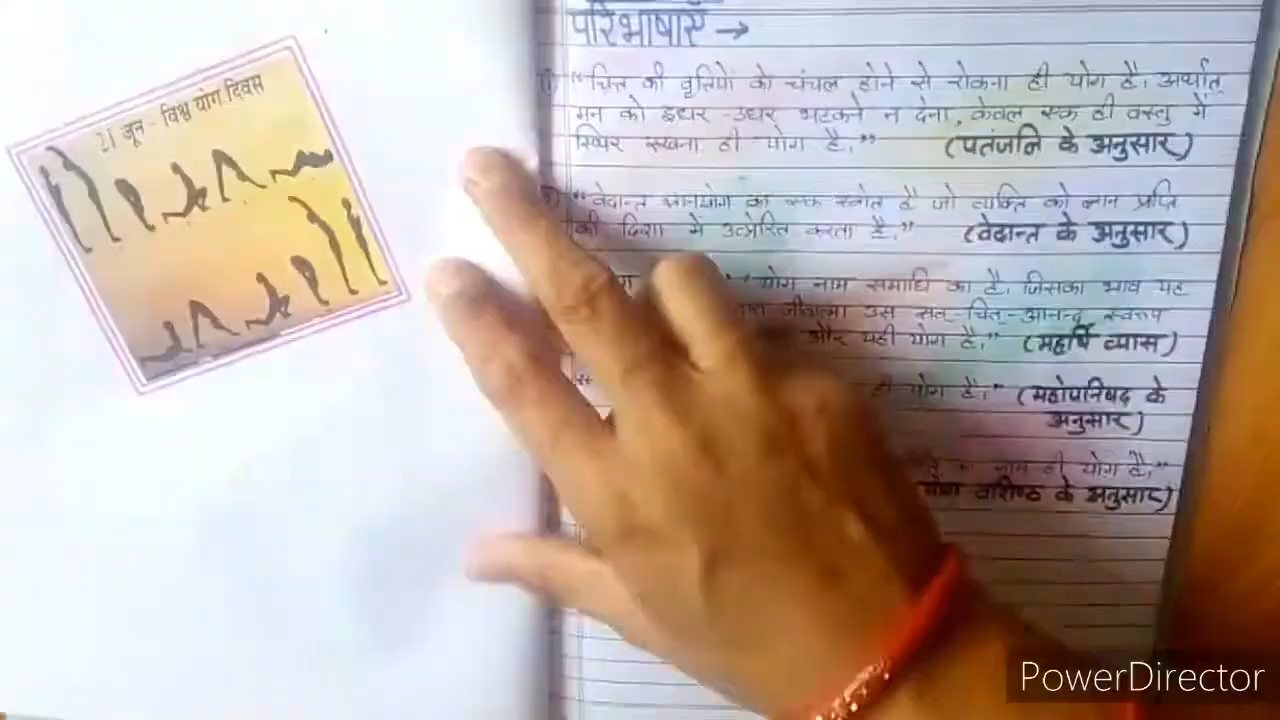 21 जून - विश्व योग दिवस
परिभाषाएँ →
"चित्त की वृत्तियों को चंचल होने से रोकना ही योग है। अर्थात्
मन को इधर-उधर भटकने न देना, केवल एक ही वस्तु में
स्थिर रखना ही योग है।" (पतंजलि के अनुसार)
"वेदान्त ज्ञानयोग का एक स्त्रोत है जो व्यक्ति को ज्ञान प्राप्ति
की दिशा में उत्प्रेरित करता है।" (वेदान्त के अनुसार)
"योग नाम समाधि का है। जिसका भाव यह
जीवात्मा उस सत्-चित्-आनन्द स्वरूप
और यही योग है।" (महर्षि व्यास)
ही योग है।" (महोपनिषद के
अनुसार)
नाम ही योग है।"
योग वाशिष्ठ के अनुसार)
PowerDirector